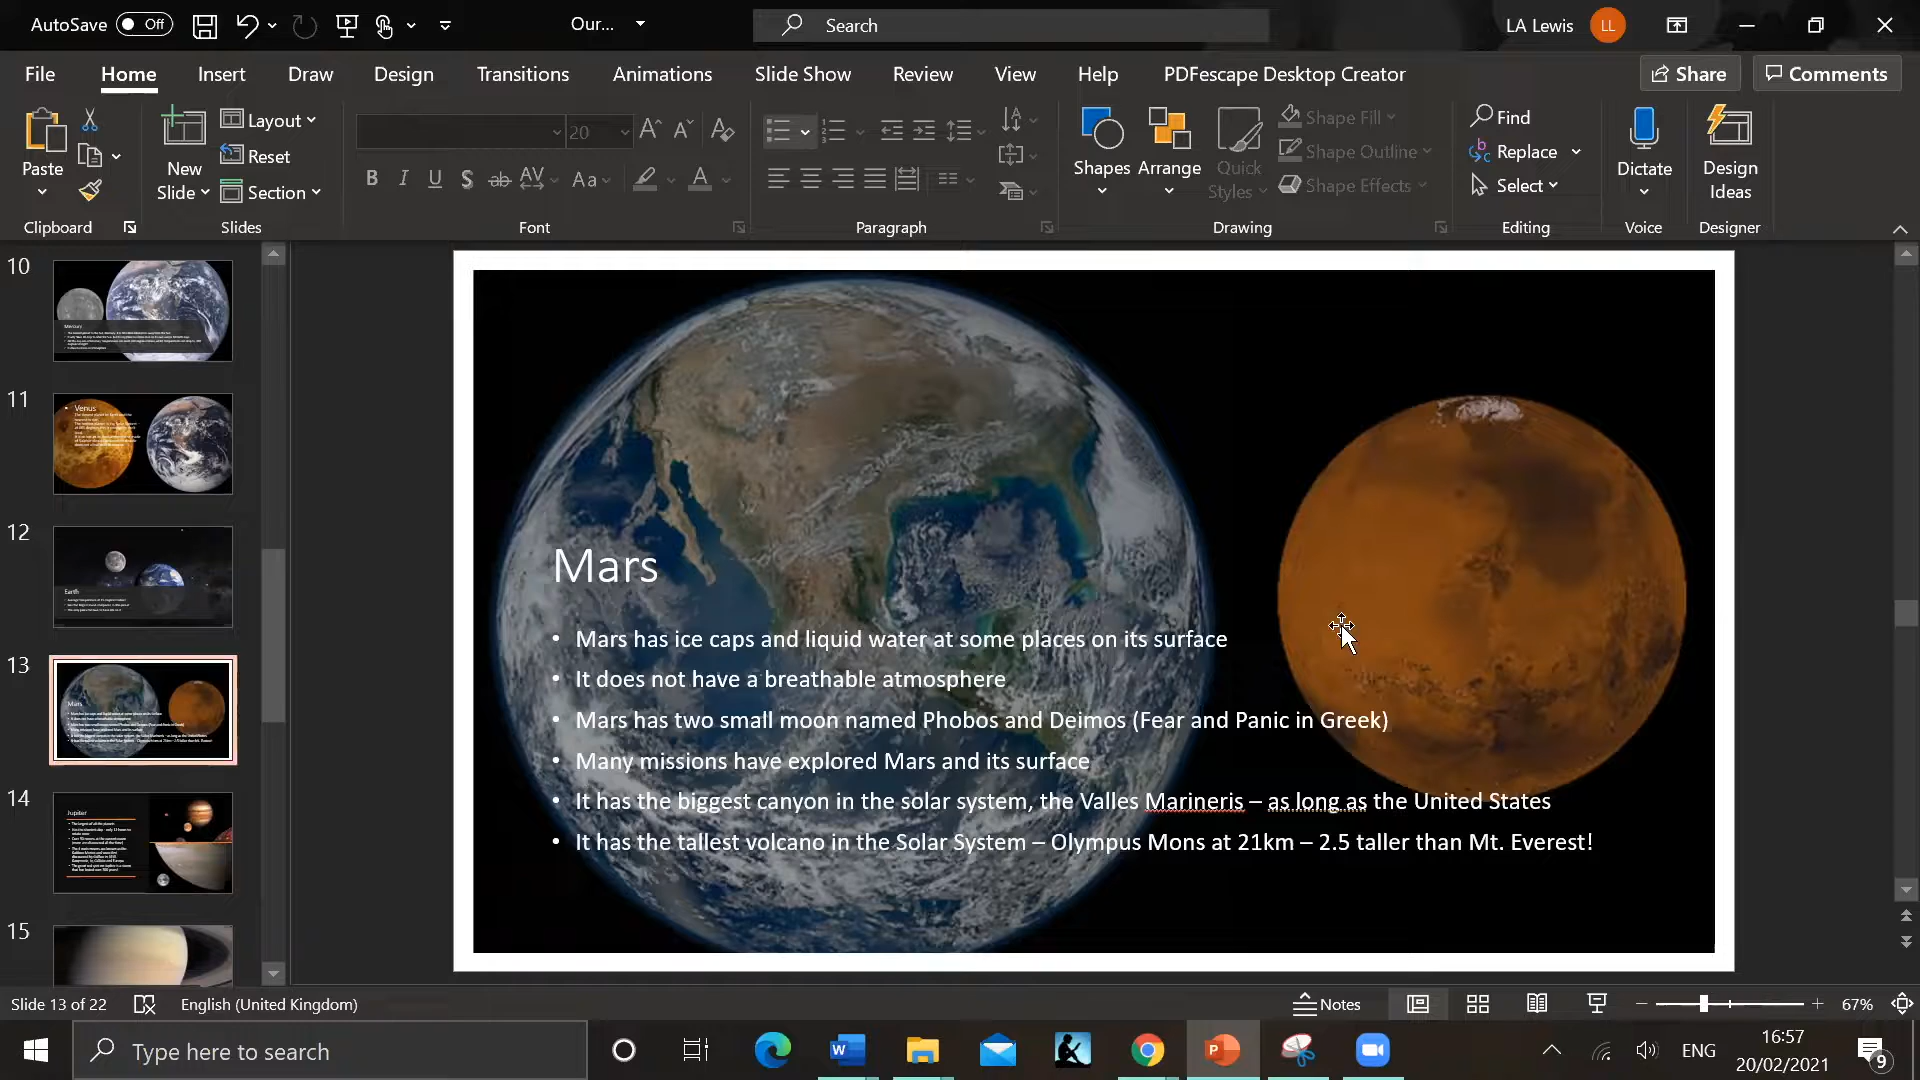 AutoSave Off Our... Search LA Lewis LL
File Home Insert Draw Design Transitions Animations Slide Show Review View Help PDFescape Desktop Creator Share Comments
Paste New Slide Layout Reset Section 20 Shapes Arrange Quick Styles Shape Fill Shape Outline Shape Effects Find Replace Select Dictate Design Ideas
Clipboard Slides Font Paragraph Drawing Editing Voice Designer
10
Mercury
11
Venus
12
Earth
13
Mars
14
Jupiter
15
Mars
• Mars has ice caps and liquid water at some places on its surface
• It does not have a breathable atmosphere
• Mars has two small moon named Phobos and Deimos (Fear and Panic in Greek)
• Many missions have explored Mars and its surface
• It has the biggest canyon in the solar system, the Valles Marineris – as long as the United States
• It has the tallest volcano in the Solar System – Olympus Mons at 21km – 2.5 taller than Mt. Everest!
Slide 13 of 22 English (United Kingdom) Notes 67%
Type here to search ENG 16:57
20/02/2021 9